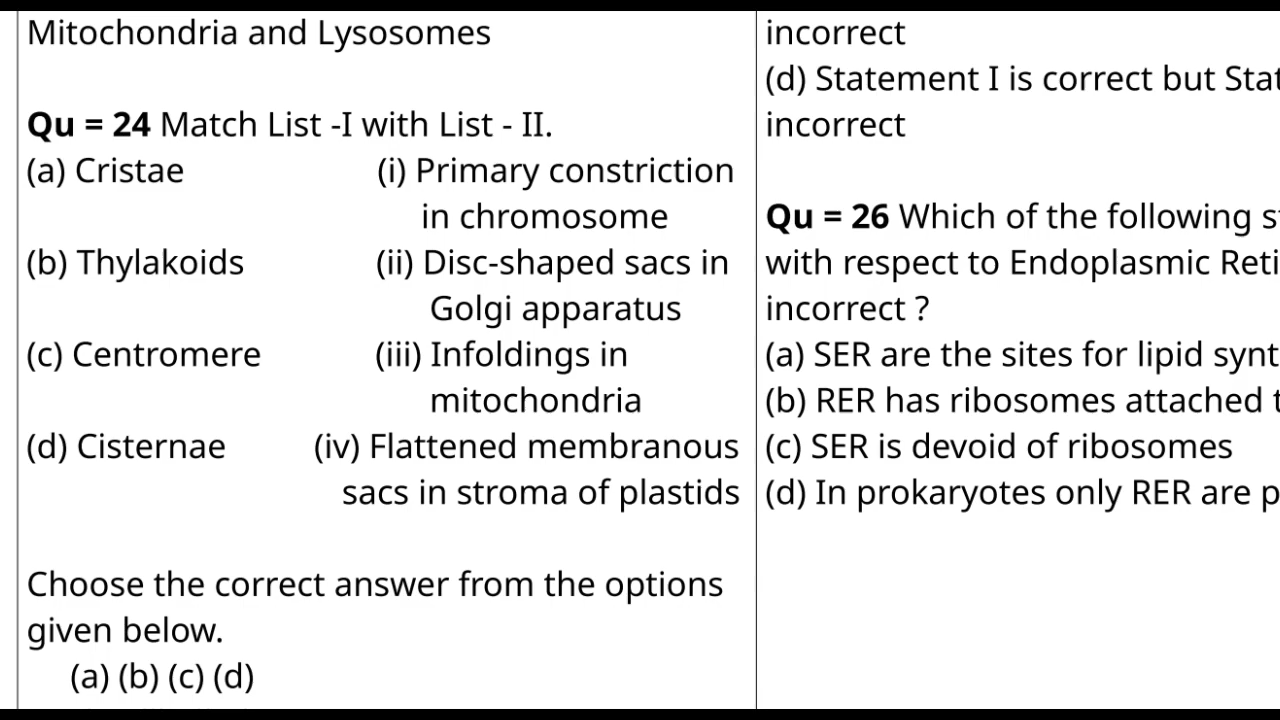 Mitochondria and Lysosomes
Qu = 24 Match List -I with List - II.
(a) Cristae (i) Primary constriction
in chromosome
(b) Thylakoids (ii) Disc-shaped sacs in
Golgi apparatus
(c) Centromere (iii) Infoldings in
mitochondria
(d) Cisternae (iv) Flattened membranous
sacs in stroma of plastids
Choose the correct answer from the options
given below.
(a) (b) (c) (d)
incorrect
(d) Statement I is correct but
incorrect
Qu = 26 Which of the following
with respect to Endoplasmic
incorrect ?
(a) SER are the sites for lipid
(b) RER has ribosomes attached
(c) SER is devoid of ribosomes
(d) In prokaryotes only RER are